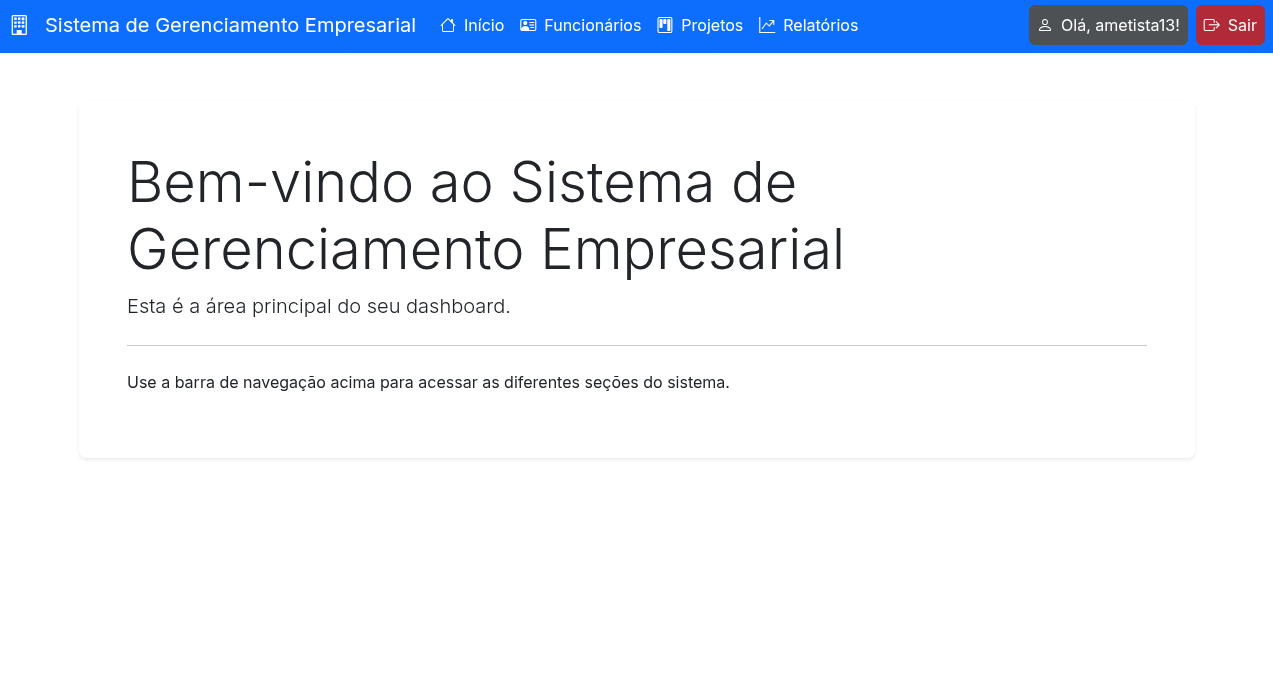 Sistema de Gerenciamento Empresarial Início Funcionários Projetos Relatórios Olá, ametista13! Sair
Bem-vindo ao Sistema de
Gerenciamento Empresarial
Esta é a área principal do seu dashboard.
Use a barra de navegação acima para acessar as diferentes seções do sistema.